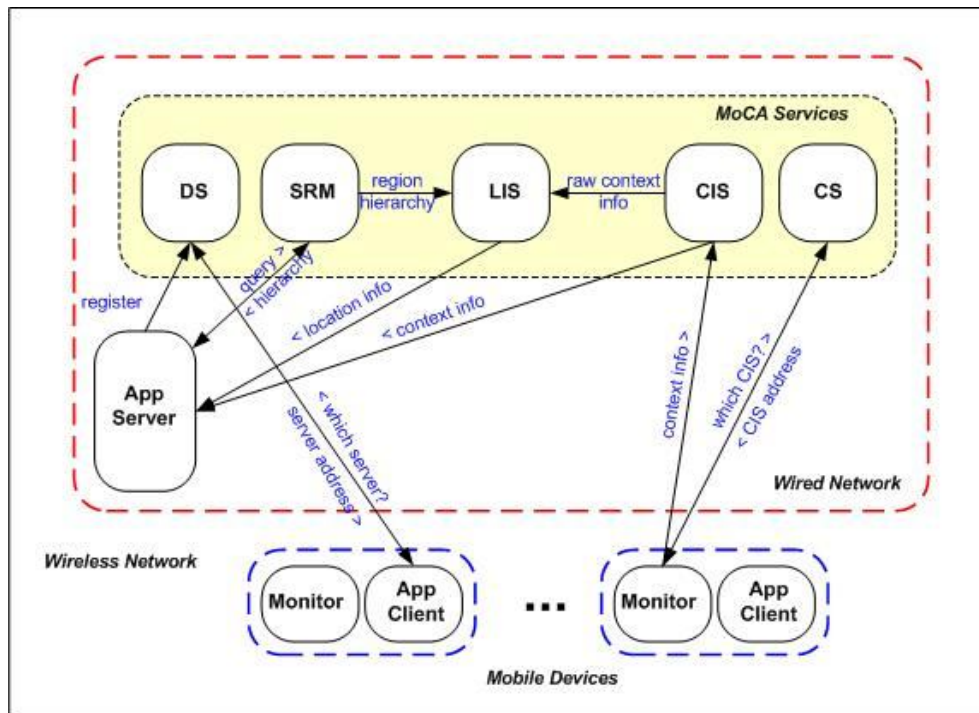 MoCA Services
DS
SRM
region
hierarchy
LIS
raw context
info
CIS
CS
register
query >
< hierarchy
< location info
< context info
context info >
which CIS? >
< CIS address
App
Server
< which server?
server address >
Wired Network
Wireless Network
Monitor
App
Client
...
Monitor
App
Client
Mobile Devices